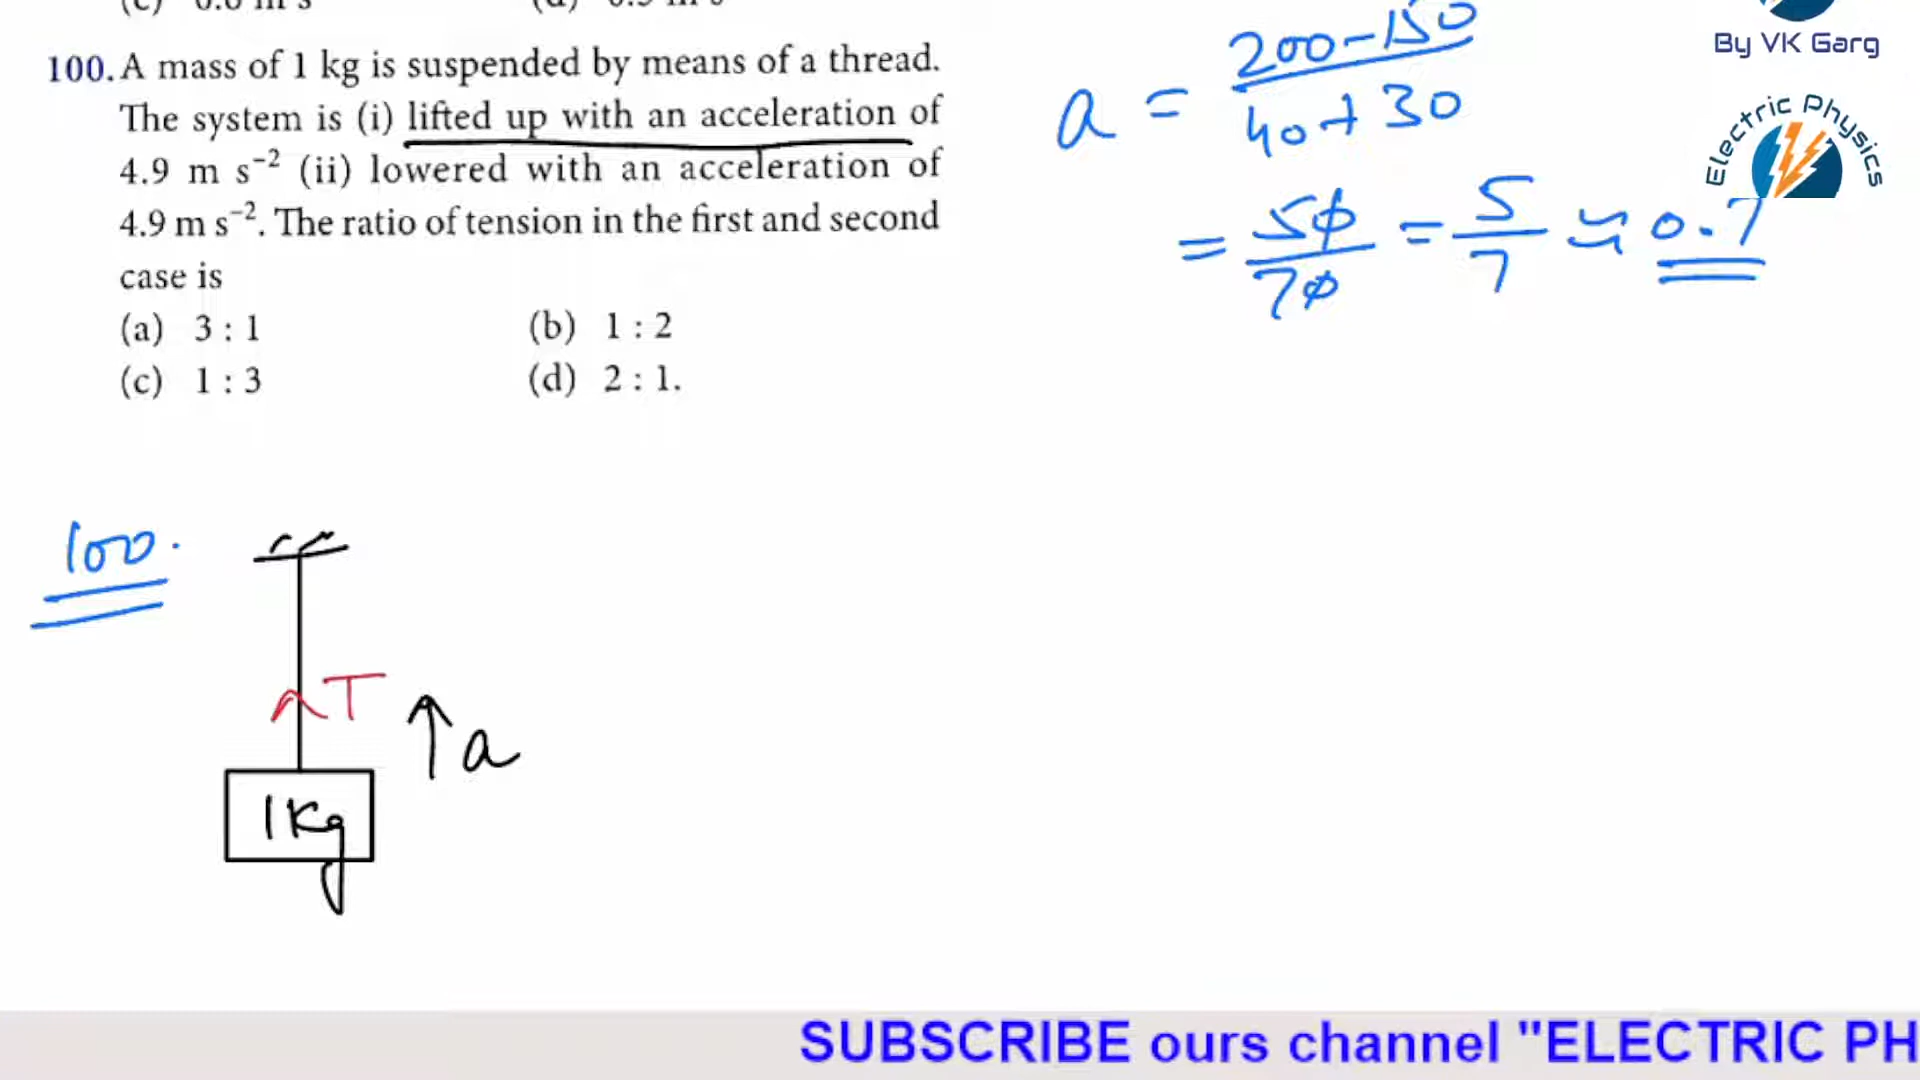 100. A mass of 1 kg is suspended by means of a thread.
The system is (i) lifted up with an acceleration of
4.9 m s⁻² (ii) lowered with an acceleration of
4.9 m s⁻². The ratio of tension in the first and second
case is
(a) 3 : 1 (b) 1 : 2
(c) 1 : 3 (d) 2 : 1.
a = 200-150 / 40+30
= 50/70 = 5/7 ≈ 0.7
By VK Garg
Electric Physics
100.
T
a
1Kg
SUBSCRIBE ours channel "ELECTRIC PH